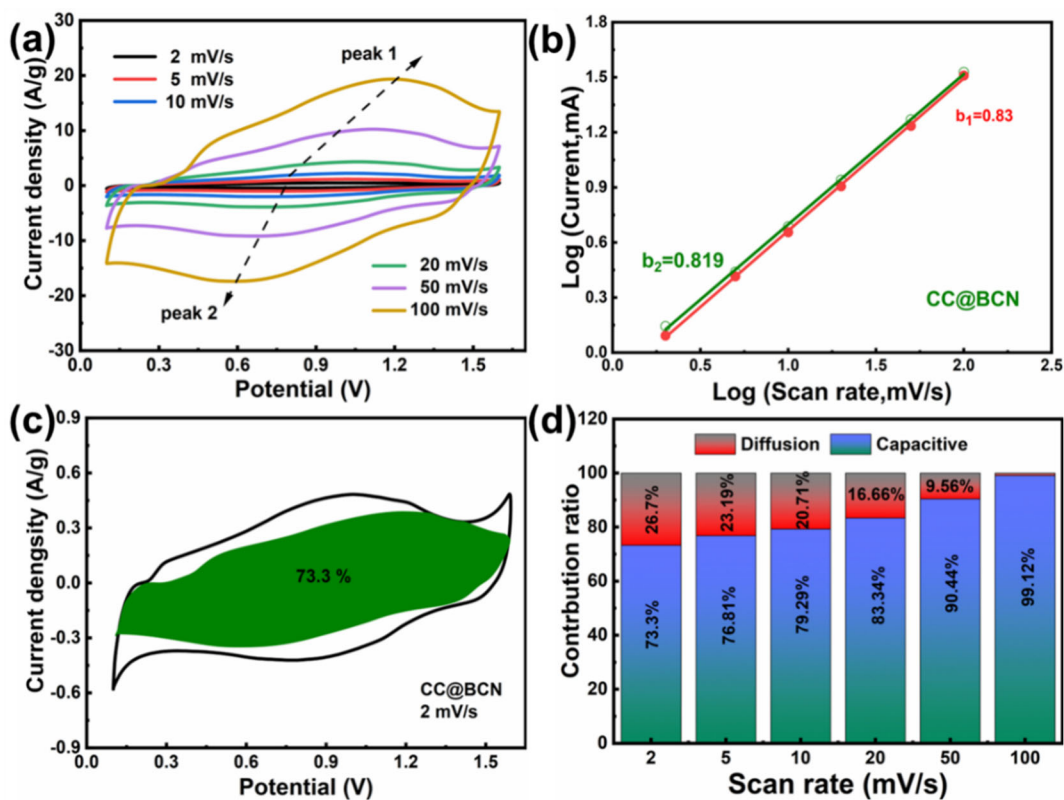 (a)
30
20
10
0
-10
-20
-30
Current density (A/g)
2 mV/s
5 mV/s
10 mV/s
peak 1
peak 2
20 mV/s
50 mV/s
100 mV/s
0.0 0.3 0.6 0.9 1.2 1.5 1.8
Potential (V)
(b)
1.8
1.5
1.2
0.9
0.6
0.3
0.0
Log (Current,mA)
b1=0.83
b2=0.819
CC@BCN
0.0 0.5 1.0 1.5 2.0 2.5
Log (Scan rate,mV/s)
(c)
0.9
0.6
0.3
0.0
-0.3
-0.6
-0.9
Current dengsity (A/g)
73.3 %
CC@BCN
2 mV/s
0.0 0.3 0.6 0.9 1.2 1.5
Potential (V)
(d)
120
100
80
60
40
20
0
Contrbution ratio
Diffusion Capacitive
26.7% 23.19% 20.71% 16.66% 9.56%
73.3% 76.81% 79.29% 83.34% 90.44% 99.12%
2 5 10 20 50 100
Scan rate (mV/s)